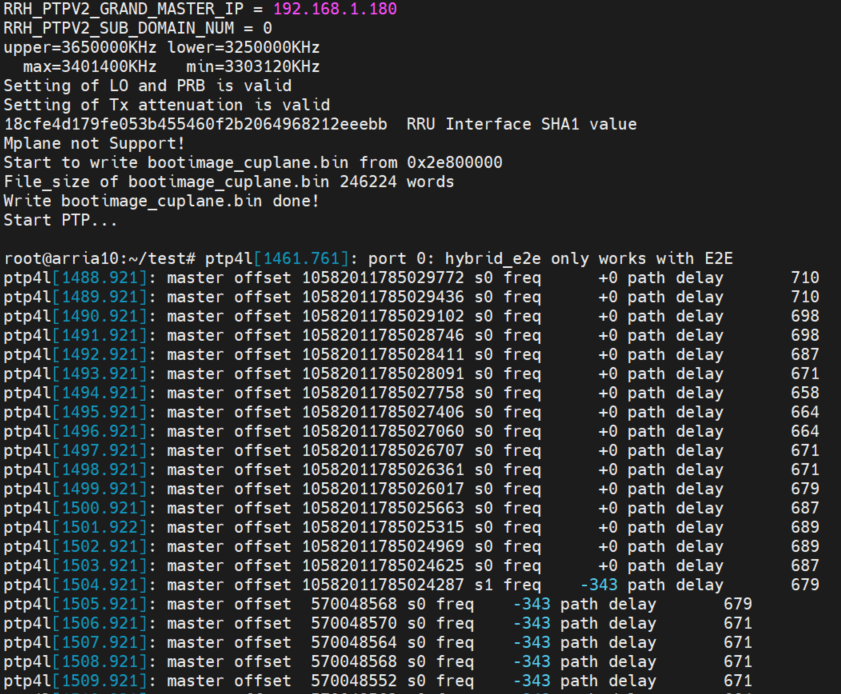 RRH_PTPV2_GRAND_MASTER_IP = 192.168.1.180
RRH_PTPV2_SUB_DOMAIN_NUM = 0
upper=3650000KHz lower=3250000KHz
  max=3401400KHz   min=3303120KHz
Setting of LO and PRB is valid
Setting of Tx attenuation is valid
18cfe4d179fe053b455460f2b2064968212eeebb  RRU Interface SHA1 value
Mplane not Support!
Start to write bootimage_cuplane.bin from 0x2e800000
File_size of bootimage_cuplane.bin 246224 words
Write bootimage_cuplane.bin done!
Start PTP...
root@arria10:~/test# ptp4l[1461.761]: port 0: hybrid_e2e only works with E2E
ptp4l[1488.921]: master offset 10582011785029772 s0 freq      +0 path delay       710
ptp4l[1489.921]: master offset 10582011785029436 s0 freq      +0 path delay       710
ptp4l[1490.921]: master offset 10582011785029102 s0 freq      +0 path delay       698
ptp4l[1491.921]: master offset 10582011785028746 s0 freq      +0 path delay       698
ptp4l[1492.921]: master offset 10582011785028411 s0 freq      +0 path delay       687
ptp4l[1493.921]: master offset 10582011785028091 s0 freq      +0 path delay       671
ptp4l[1494.921]: master offset 10582011785027758 s0 freq      +0 path delay       658
ptp4l[1495.921]: master offset 10582011785027406 s0 freq      +0 path delay       664
ptp4l[1496.921]: master offset 10582011785027060 s0 freq      +0 path delay       664
ptp4l[1497.921]: master offset 10582011785026707 s0 freq      +0 path delay       671
ptp4l[1498.921]: master offset 10582011785026361 s0 freq      +0 path delay       671
ptp4l[1499.921]: master offset 10582011785026017 s0 freq      +0 path delay       679
ptp4l[1500.921]: master offset 10582011785025663 s0 freq      +0 path delay       687
ptp4l[1501.922]: master offset 10582011785025315 s0 freq      +0 path delay       689
ptp4l[1502.921]: master offset 10582011785024969 s0 freq      +0 path delay       689
ptp4l[1503.921]: master offset 10582011785024625 s0 freq      +0 path delay       687
ptp4l[1504.921]: master offset 10582011785024287 s1 freq    -343 path delay       679
ptp4l[1505.921]: master offset  570048568 s0 freq    -343 path delay       679
ptp4l[1506.921]: master offset  570048570 s0 freq    -343 path delay       671
ptp4l[1507.921]: master offset  570048564 s0 freq    -343 path delay       671
ptp4l[1508.921]: master offset  570048568 s0 freq    -343 path delay       671
ptp4l[1509.921]: master offset  570048552 s0 freq    -343 path delay       671